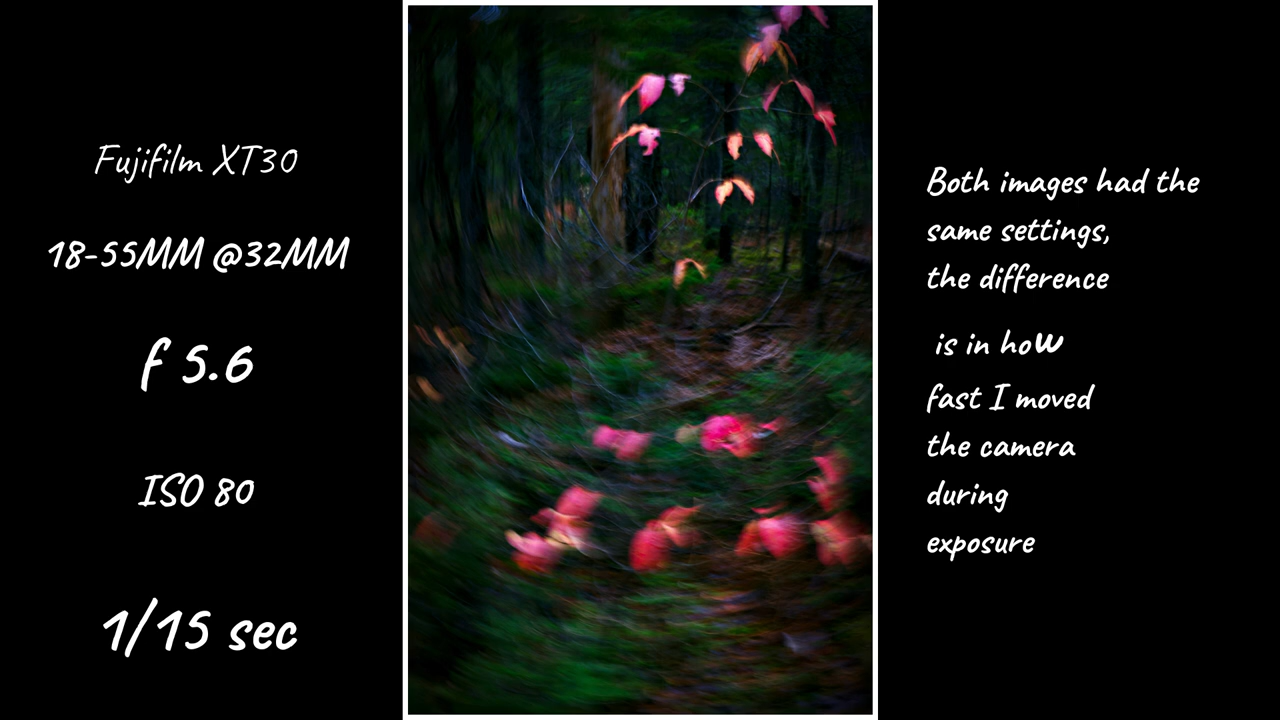 Fujifilm XT30
18-55MM @32MM
f 5.6
ISO 80
1/15 sec
Both images had the
same settings,
the difference
is in how
fast I moved
the camera
during
exposure